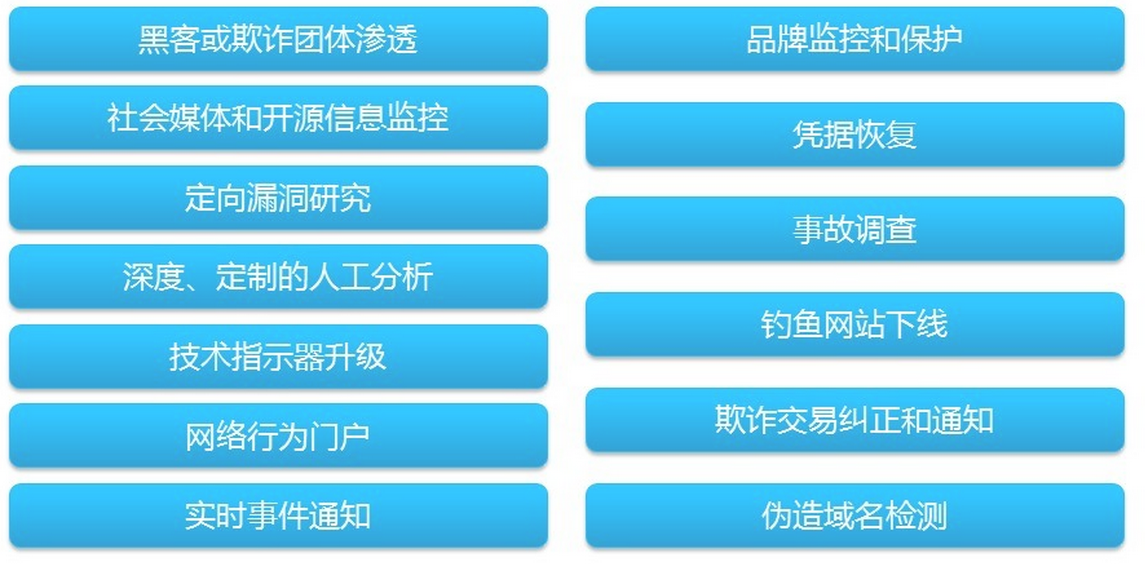 黑客或欺诈团体渗透
社会媒体和开源信息监控
定向漏洞研究
深度、定制的人工分析
技术指示器升级
网络行为门户
实时事件通知
品牌监控和保护
凭据恢复
事故调查
钓鱼网站下线
欺诈交易纠正和通知
伪造域名检测